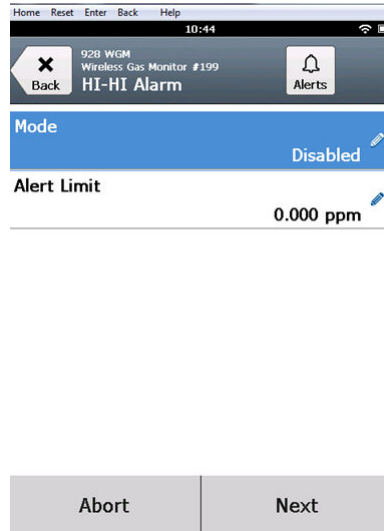 Home Reset Enter Back Help
10:44
928 WGM
Wireless Gas Monitor #199
Back HI-HI Alarm Alerts
Mode
Disabled
Alert Limit
0.000 ppm
Abort Next